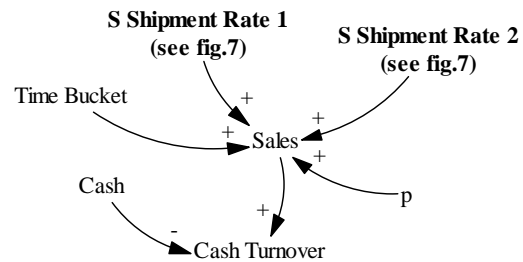 S Shipment Rate 1
(see fig.7)
S Shipment Rate 2
(see fig.7)
Time Bucket
+
+
+
Sales
+
Cash
p
+
-
Cash Turnover